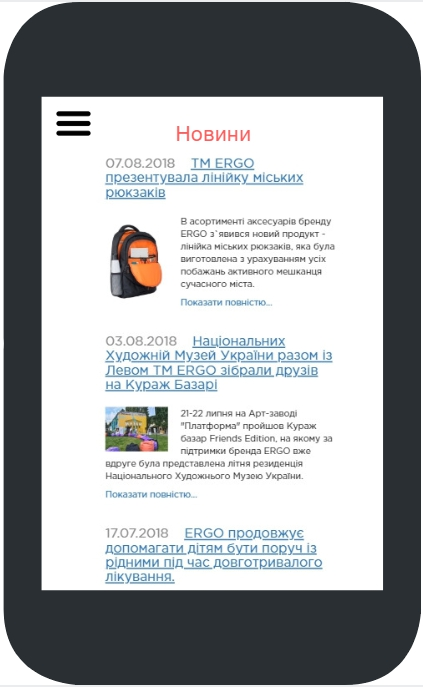 Новини
07.08.2018 ТМ ERGO
презентувала лінійку міських
рюкзаків
В асортименті аксесуарів бренду
ERGO з`явився новий продукт -
лінійка міських рюкзаків, яка була
виготовлена з урахуванням усіх
побажань активного мешканця
сучасного міста.
Показати повністю...
03.08.2018 Національних
Художній Музей України разом із
Левом ТМ ERGO зібрали друзів
на Кураж Базарі
21-22 липня на Арт-заводі
"Платформа" пройшов Кураж
базар Friends Edition, на якому за
підтримки бренда ERGO вже
вдруге була представлена літня резиденція
Національного Художнього Музею України.
Показати повністю...
17.07.2018 ERGO продовжує
допомагати дітям бути поруч із
рідними під час довготривалого
лікування.